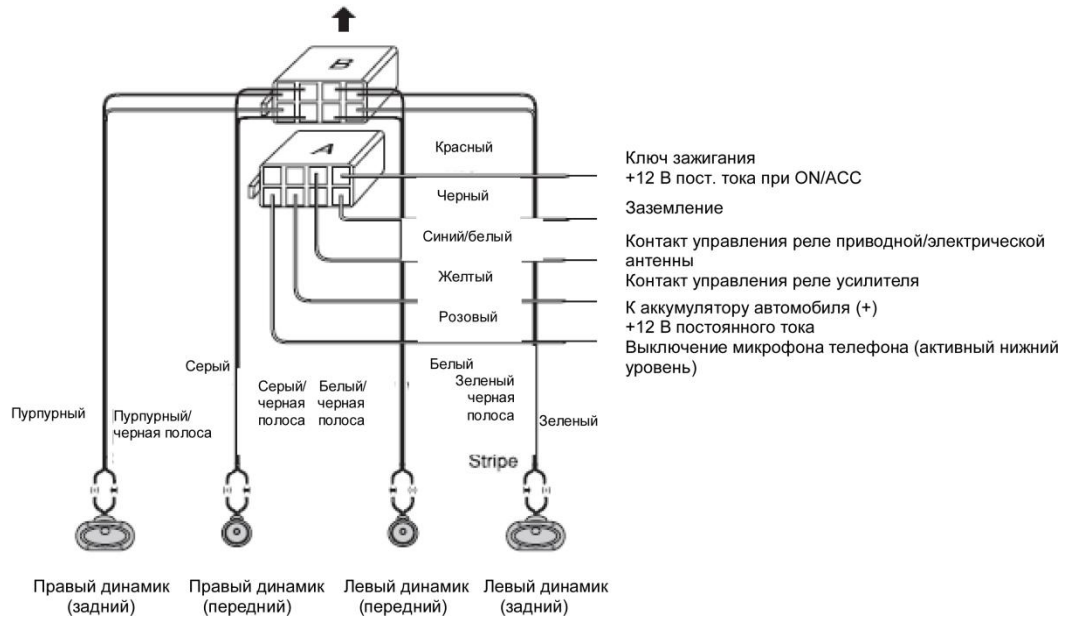 B
A
Красный
Ключ зажигания
+12 В пост. тока при ON/ACC
Черный
Заземление
Синий/белый
Контакт управления реле приводной/электрической
антенны
Контакт управления реле усилителя
Желтый
К аккумулятору автомобиля (+)
+12 В постоянного тока
Розовый
Выключение микрофона телефона (активный нижний
уровень)
Серый
Белый
Серый/
черная
полоса
Белый/
черная
полоса
Зеленый
черная
полоса
Пурпурный
Пурпурный/
черная полоса
Зеленый
Stripe
Правый динамик
(задний)
Правый динамик
(передний)
Левый динамик
(передний)
Левый динамик
(задний)